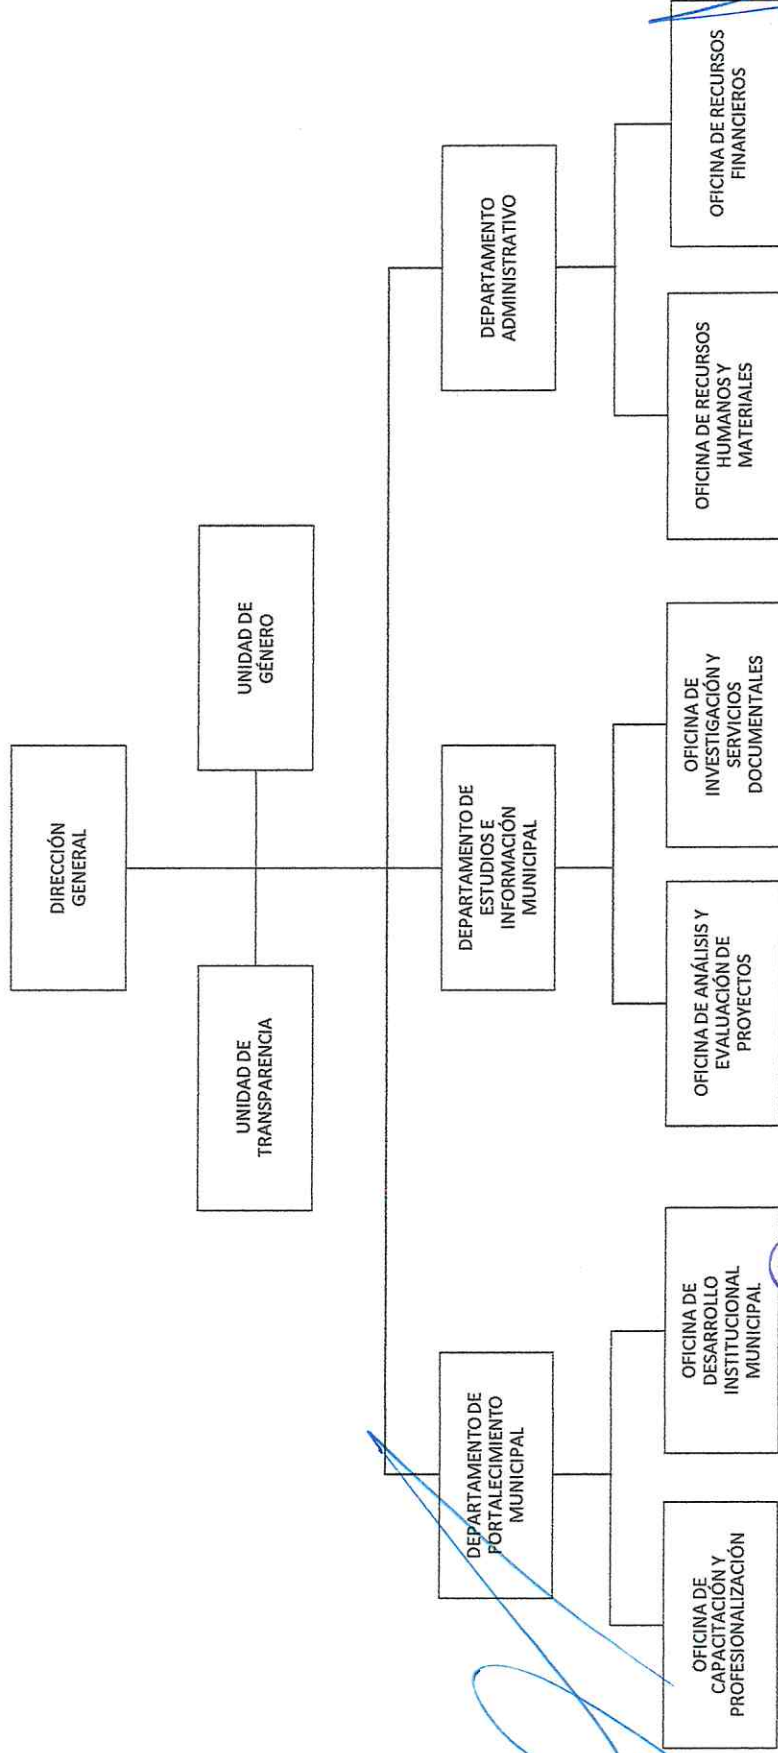 DIRECCIÓN
GENERAL
UNIDAD DE
TRANSPARENCIA
UNIDAD DE
GÉNERO
DEPARTAMENTO DE
FORTALECIMIENTO
MUNICIPAL
DEPARTAMENTO DE
ESTUDIOS E
INFORMACIÓN
MUNICIPAL
DEPARTAMENTO
ADMINISTRATIVO
OFICINA DE
CAPACITACIÓN Y
PROFESIONALIZACIÓN
OFICINA DE
DESARROLLO
INSTITUCIONAL
MUNICIPAL
OFICINA DE ANÁLISIS Y
EVALUACIÓN DE
PROYECTOS
OFICINA DE
INVESTIGACIÓN Y
SERVICIOS
DOCUMENTALES
OFICINA DE RECURSOS
HUMANOS Y
MATERIALES
OFICINA DE RECURSOS
FINANCIEROS